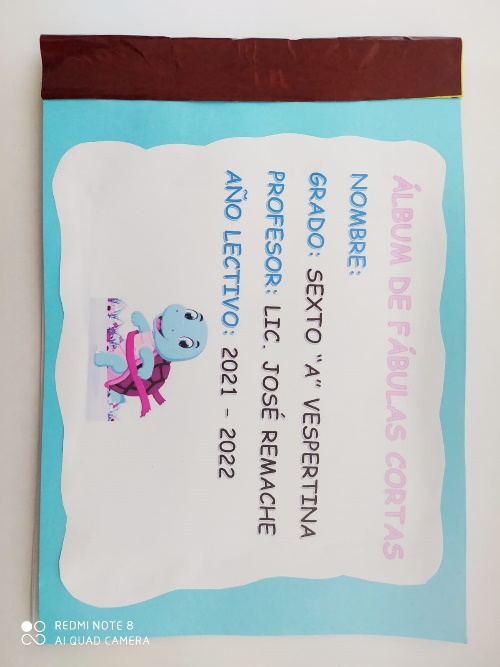 ÁLBUM DE FÁBULAS CORTAS
NOMBRE:
GRADO: SEXTO "A" VESPERTINA
PROFESOR: LIC. JOSÉ REMACHE
AÑO LECTIVO: 2021 - 2022
REDMI NOTE 8
AI QUAD CAMERA